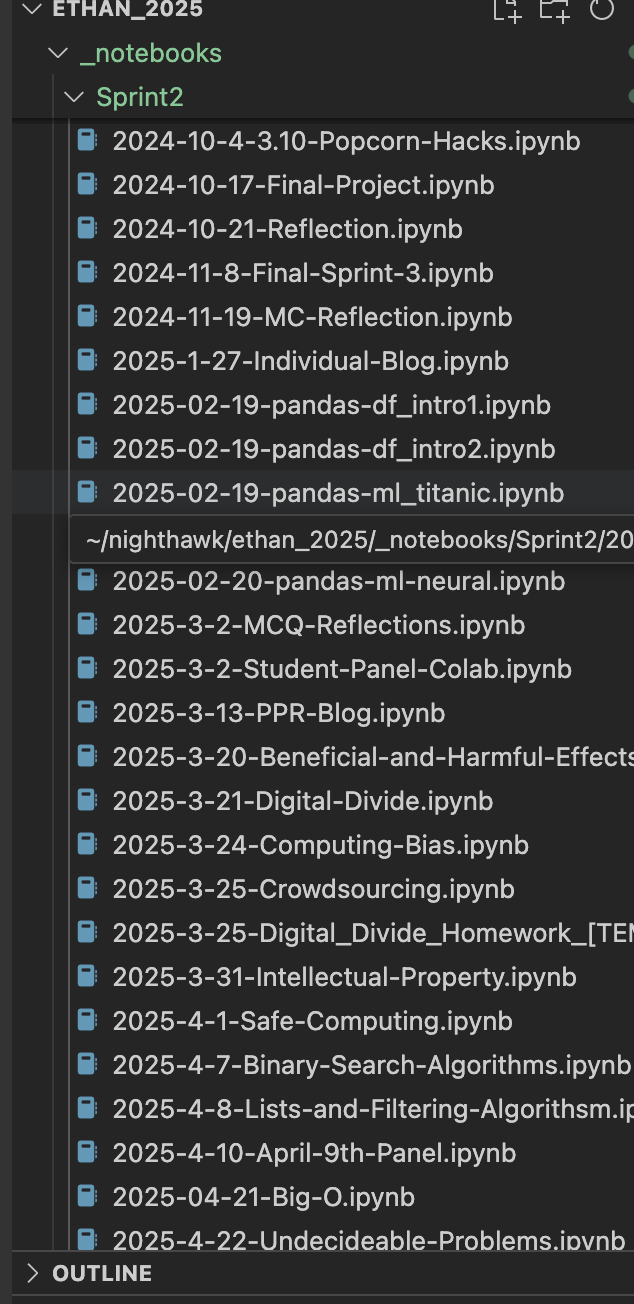 ETHAN_2025
_notebooks
Sprint2
2024-10-4-3.10-Popcorn-Hacks.ipynb
2024-10-17-Final-Project.ipynb
2024-10-21-Reflection.ipynb
2024-11-8-Final-Sprint-3.ipynb
2024-11-19-MC-Reflection.ipynb
2025-1-27-Individual-Blog.ipynb
2025-02-19-pandas-df_intro1.ipynb
2025-02-19-pandas-df_intro2.ipynb
2025-02-19-pandas-ml_titanic.ipynb
~/nighthawk/ethan_2025/_notebooks/Sprint2/20
2025-02-20-pandas-ml-neural.ipynb
2025-3-2-MCQ-Reflections.ipynb
2025-3-2-Student-Panel-Colab.ipynb
2025-3-13-PPR-Blog.ipynb
2025-3-20-Beneficial-and-Harmful-Effects
2025-3-21-Digital-Divide.ipynb
2025-3-24-Computing-Bias.ipynb
2025-3-25-Crowdsourcing.ipynb
2025-3-25-Digital_Divide_Homework_[TEM
2025-3-31-Intellectual-Property.ipynb
2025-4-1-Safe-Computing.ipynb
2025-4-7-Binary-Search-Algorithms.ipynb
2025-4-8-Lists-and-Filtering-Algorithsm.ip
2025-4-10-April-9th-Panel.ipynb
2025-04-21-Big-O.ipynb
2025-4-22-Undecideable-Problems.ipynb
OUTLINE